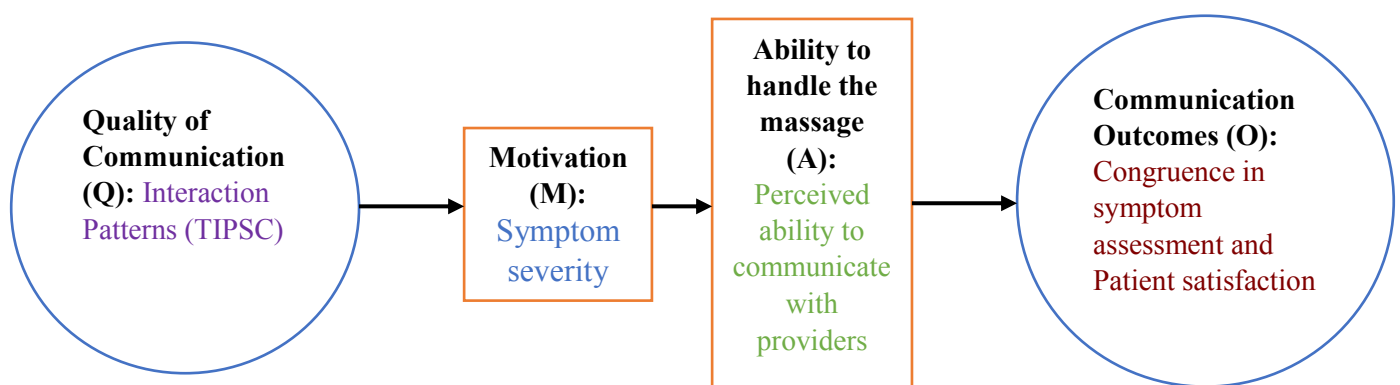 Quality of
Communication
(Q): Interaction
Patterns (TIPSC)
Motivation
(M):
Symptom
severity
Ability to
handle the
massage
(A):
Perceived
ability to
communicate
with
providers
Communication
Outcomes (O):
Congruence in
symptom
assessment and
Patient satisfaction